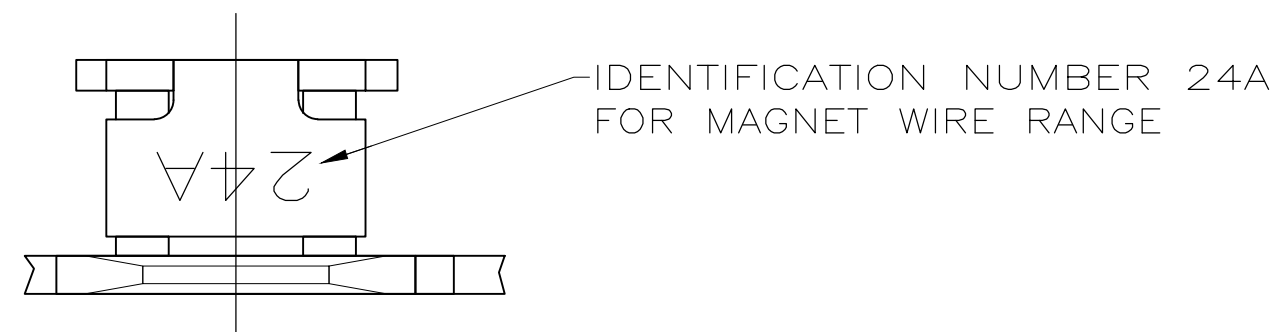 IDENTIFICATION NUMBER 24A
FOR MAGNET WIRE RANGE
24A